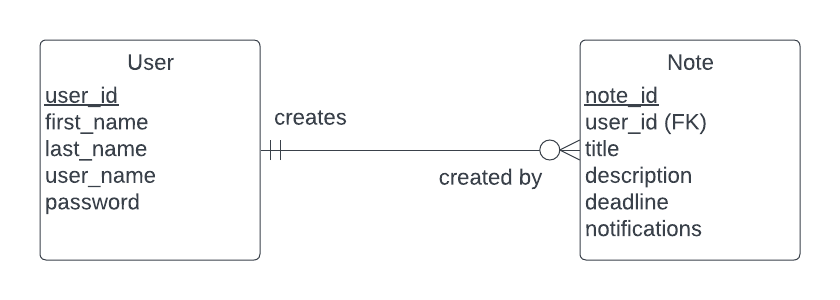 User
user_id
first_name
last_name
user_name
password
creates
created by
Note
note_id
user_id (FK)
title
description
deadline
notifications